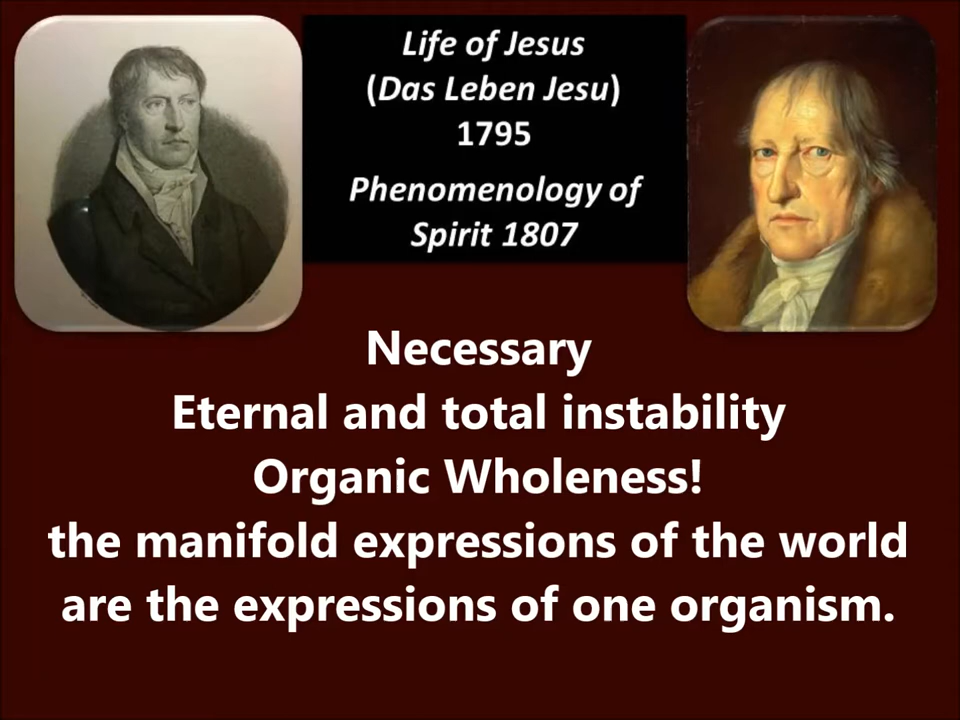 Life of Jesus
(Das Leben Jesu)
1795
Phenomenology of
Spirit 1807
Necessary
Eternal and total instability
Organic Wholeness!
the manifold expressions of the world
are the expressions of one organism.